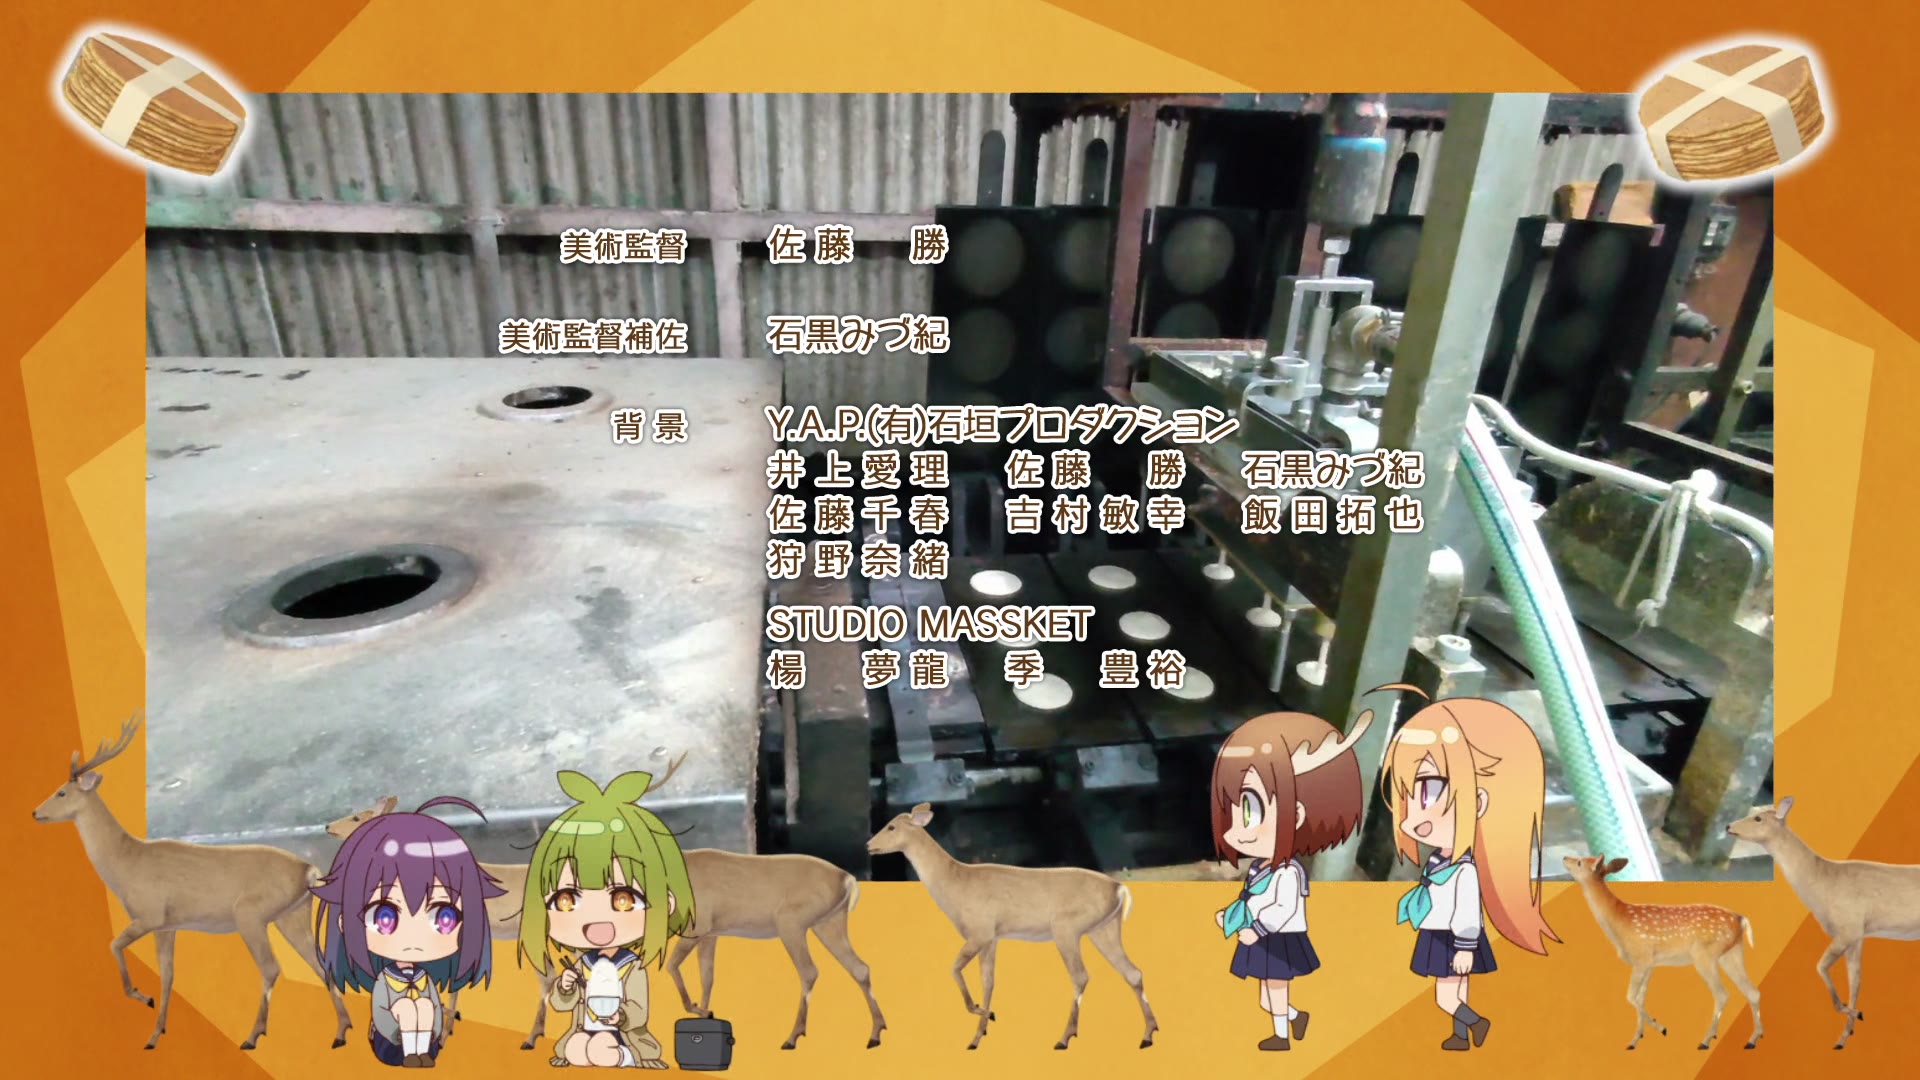 美術監督 佐藤 勝
美術監督補佐 石黒みづ紀
背景 Y.A.P.(有)石垣プロダクション
井上愛理 佐藤 勝 石黒みづ紀
佐藤千春 吉村敏幸 飯田拓也
狩野奈緒
STUDIO MASSKET
楊 夢龍 季 豊裕